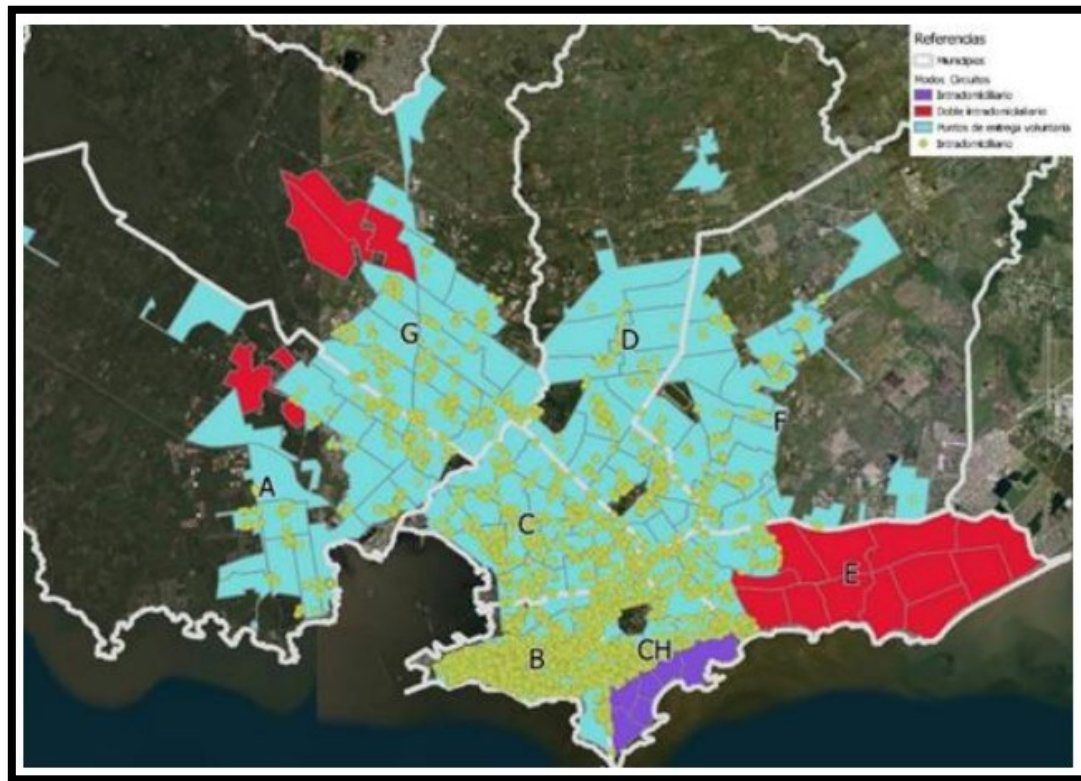 Referencias
Municipios
Modos Circuitos
Intradomiciliario
Doble intradomiciliario
Puntos de entrega voluntaria
Intradomiciliario
G
D
F
A
C
E
B
CH